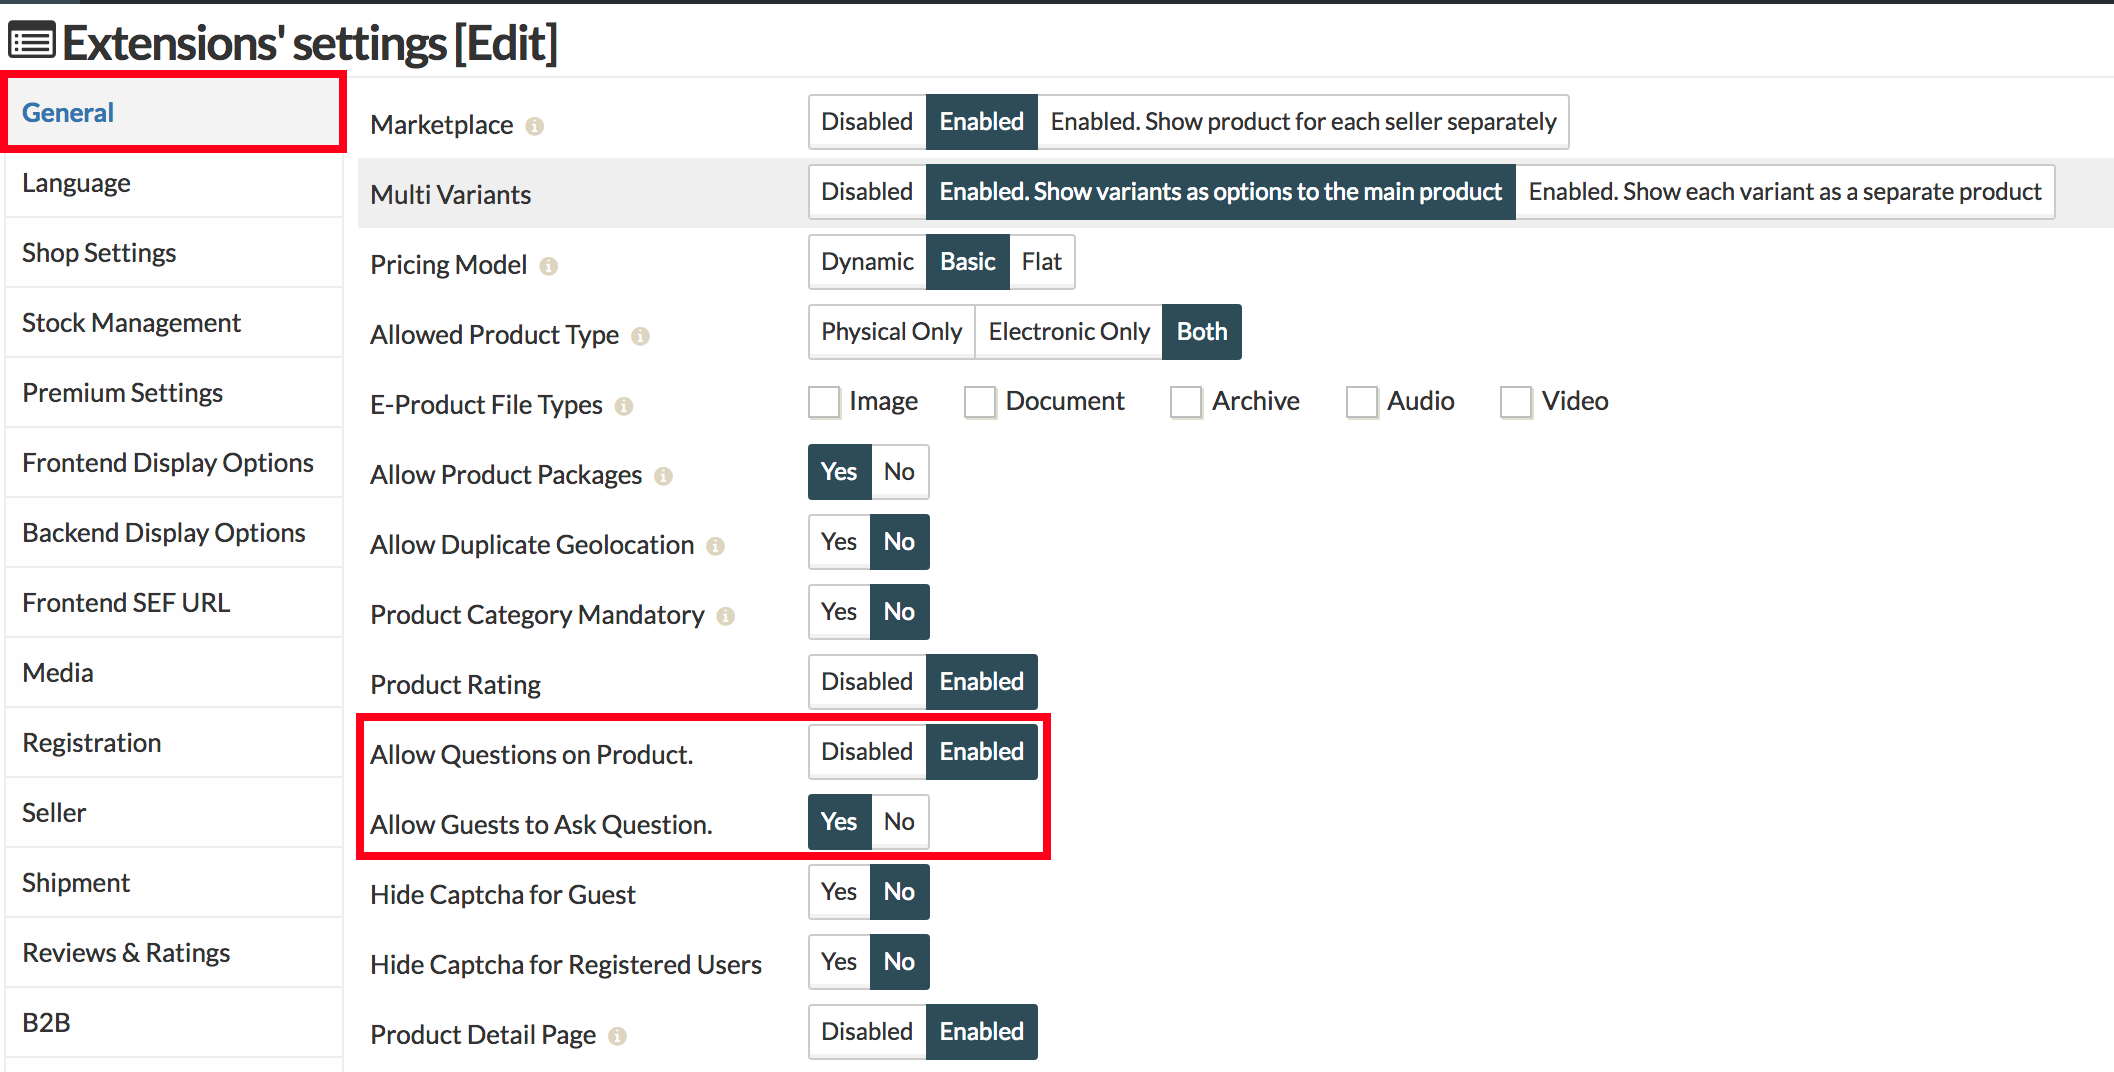 Extensions' settings [Edit]
General
Language
Shop Settings
Stock Management
Premium Settings
Frontend Display Options
Backend Display Options
Frontend SEF URL
Media
Registration
Seller
Shipment
Reviews & Ratings
B2B
Marketplace Disabled Enabled Enabled. Show product for each seller separately
Multi Variants Disabled Enabled. Show variants as options to the main product Enabled. Show each variant as a separate product
Pricing Model Dynamic Basic Flat
Allowed Product Type Physical Only Electronic Only Both
E-Product File Types Image Document Archive Audio Video
Allow Product Packages Yes No
Allow Duplicate Geolocation Yes No
Product Category Mandatory Yes No
Product Rating Disabled Enabled
Allow Questions on Product. Disabled Enabled
Allow Guests to Ask Question. Yes No
Hide Captcha for Guest Yes No
Hide Captcha for Registered Users Yes No
Product Detail Page Disabled Enabled